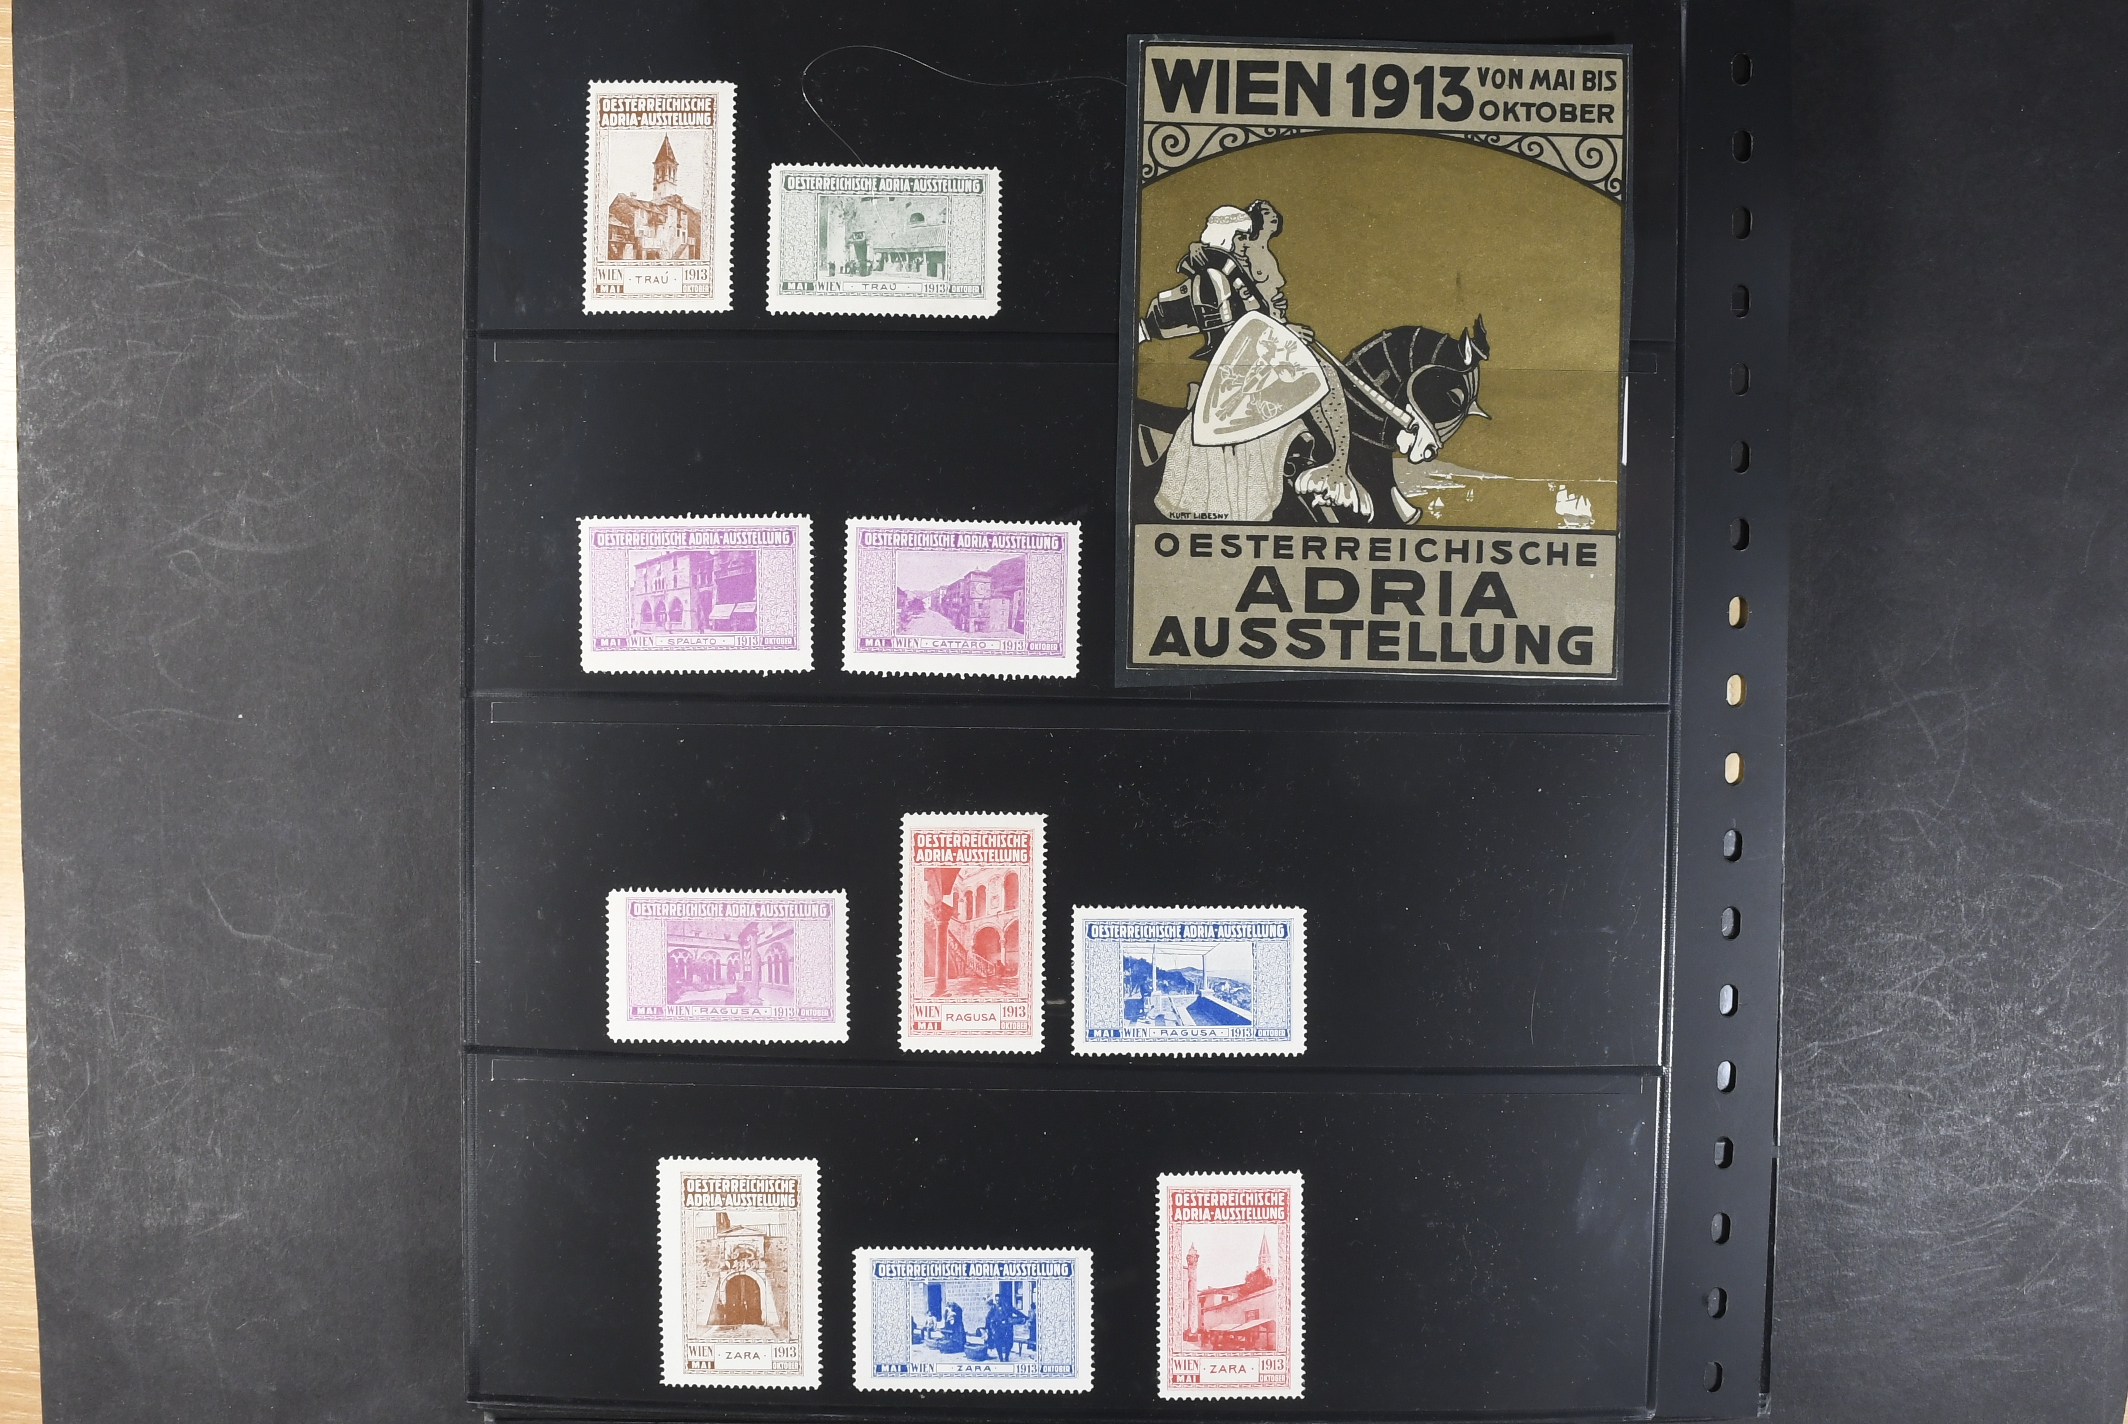 OESTERREICHISCHE
ADRIA-AUSSTELLUNG
WIEN · TRAÚ · 1913
MAI OKTOBER
OESTERREICHISCHE ADRIA-AUSSTELLUNG
MAI WIEN · TRAÚ · 1913 OKTOBER
WIEN 1913 VON MAI BIS
OKTOBER
KURT LIBESNY
OESTERREICHISCHE
ADRIA
AUSSTELLUNG
OESTERREICHISCHE ADRIA-AUSSTELLUNG
MAI WIEN · SPALATO · 1913 OKTOBER
OESTERREICHISCHE ADRIA-AUSSTELLUNG
MAI WIEN · CATTARO · 1913 OKTOBER
OESTERREICHISCHE ADRIA-AUSSTELLUNG
MAI WIEN · RAGUSA · 1913 OKTOBER
OESTERREICHISCHE
ADRIA-AUSSTELLUNG
WIEN RAGUSA 1913
MAI OKTOBER
OESTERREICHISCHE ADRIA-AUSSTELLUNG
MAI WIEN · RAGUSA · 1913 OKTOBER
OESTERREICHISCHE
ADRIA-AUSSTELLUNG
WIEN · ZARA · 1913
MAI OKTOBER
OESTERREICHISCHE ADRIA-AUSSTELLUNG
MAI WIEN · ZARA · 1913 OKTOBER
OESTERREICHISCHE
ADRIA-AUSSTELLUNG
WIEN · ZARA · 1913
MAI OKTOBER